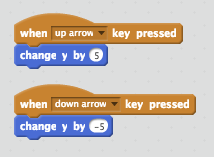 when up arrow key pressed
change y by 5
when down arrow key pressed
change y by -5